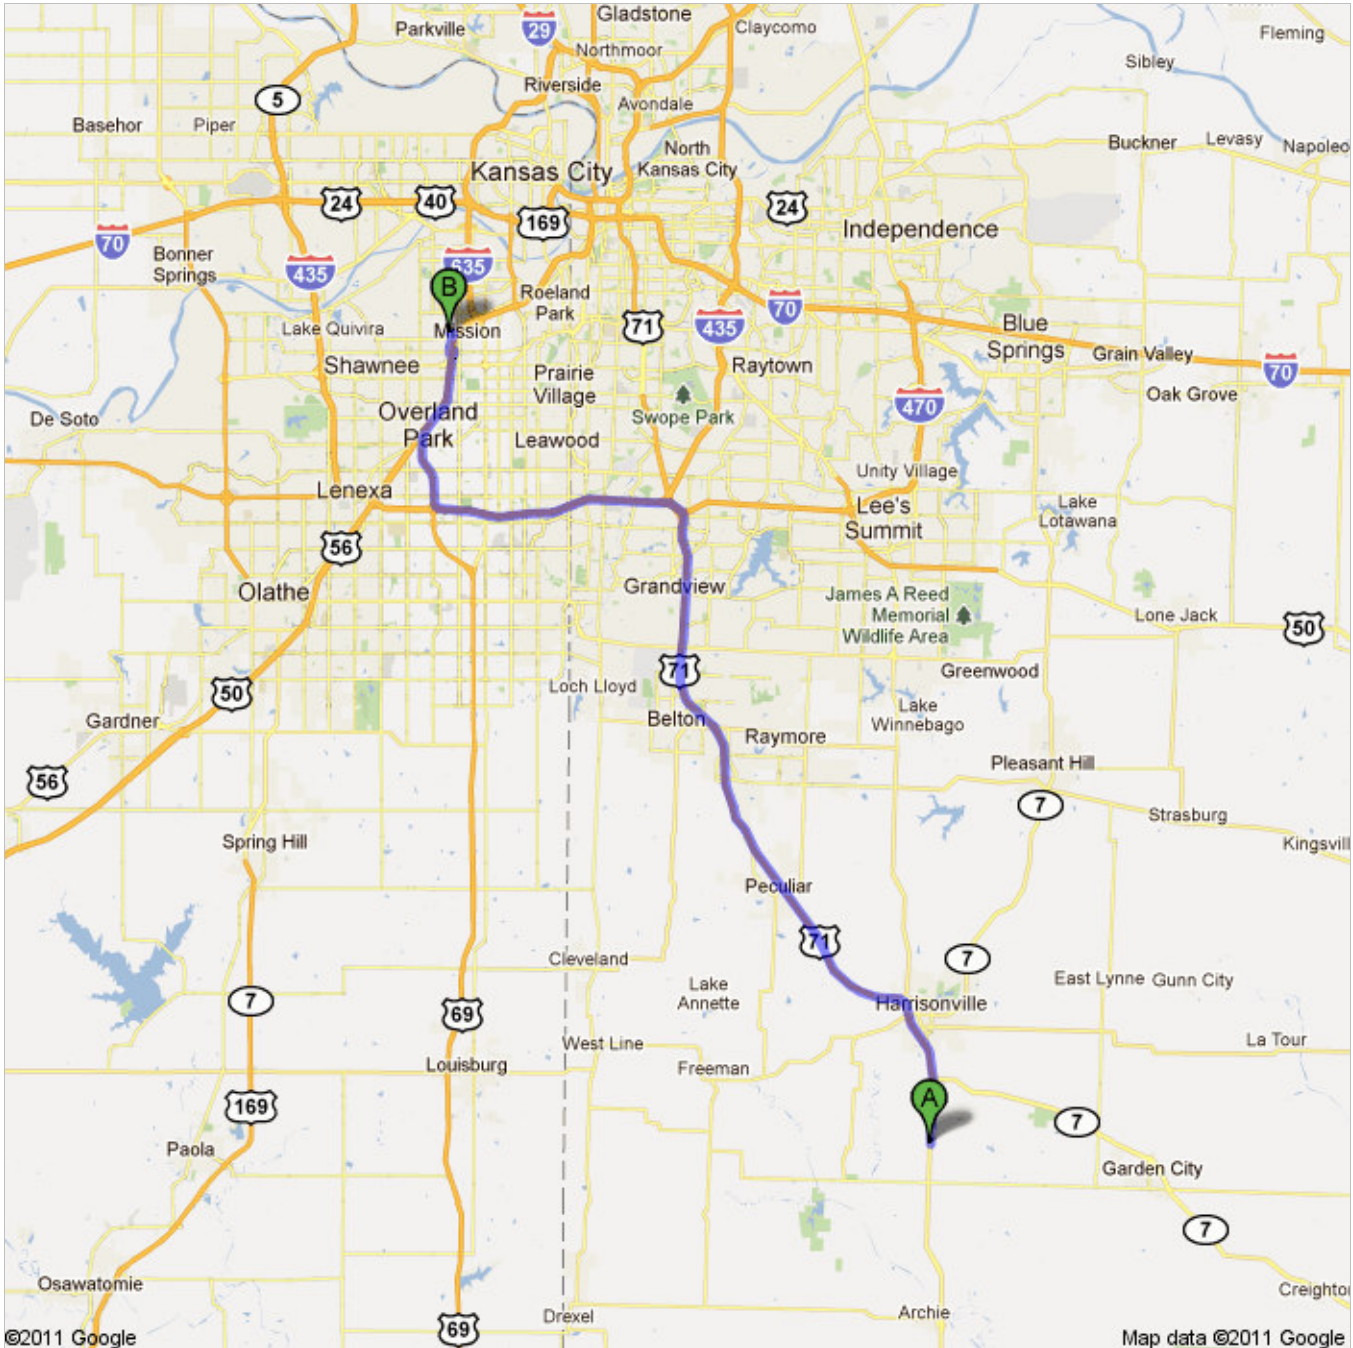 Gladstone
Parkville
29
Claycomo
Fleming
Northmoor
Sibley
Riverside
5
Avondale
Basehor
Piper
Buckner
Levasy
Napoleo
North
Kansas City
Kansas City
24
40
169
24
Independence
70
Bonner
Springs
435
635
B
Roeland
Park
70
Lake Quivira
Mission
71
435
Blue
Springs
Grain Valley
Shawnee
Prairie
Village
Raytown
70
Oak Grove
De Soto
Overland
Park
Swope Park
470
Leawood
Unity Village
Lenexa
Lee's
Summit
Lake
Lotawana
56
Olathe
Grandview
James A Reed
Memorial
Wildlife Area
Lone Jack
50
71
Greenwood
50
Loch Lloyd
Gardner
Belton
Lake
Winnebago
Raymore
56
Pleasant Hill
7
Strasburg
Spring Hill
Kingsvill
Peculiar
71
Cleveland
7
East Lynne
Gunn City
Lake
Annette
7
Harrisonville
69
West Line
La Tour
Louisburg
Freeman
169
A
7
Paola
Garden City
7
Osawatomie
Creighto
Drexel
Archie
69
©2011 Google
Map data ©2011 Google